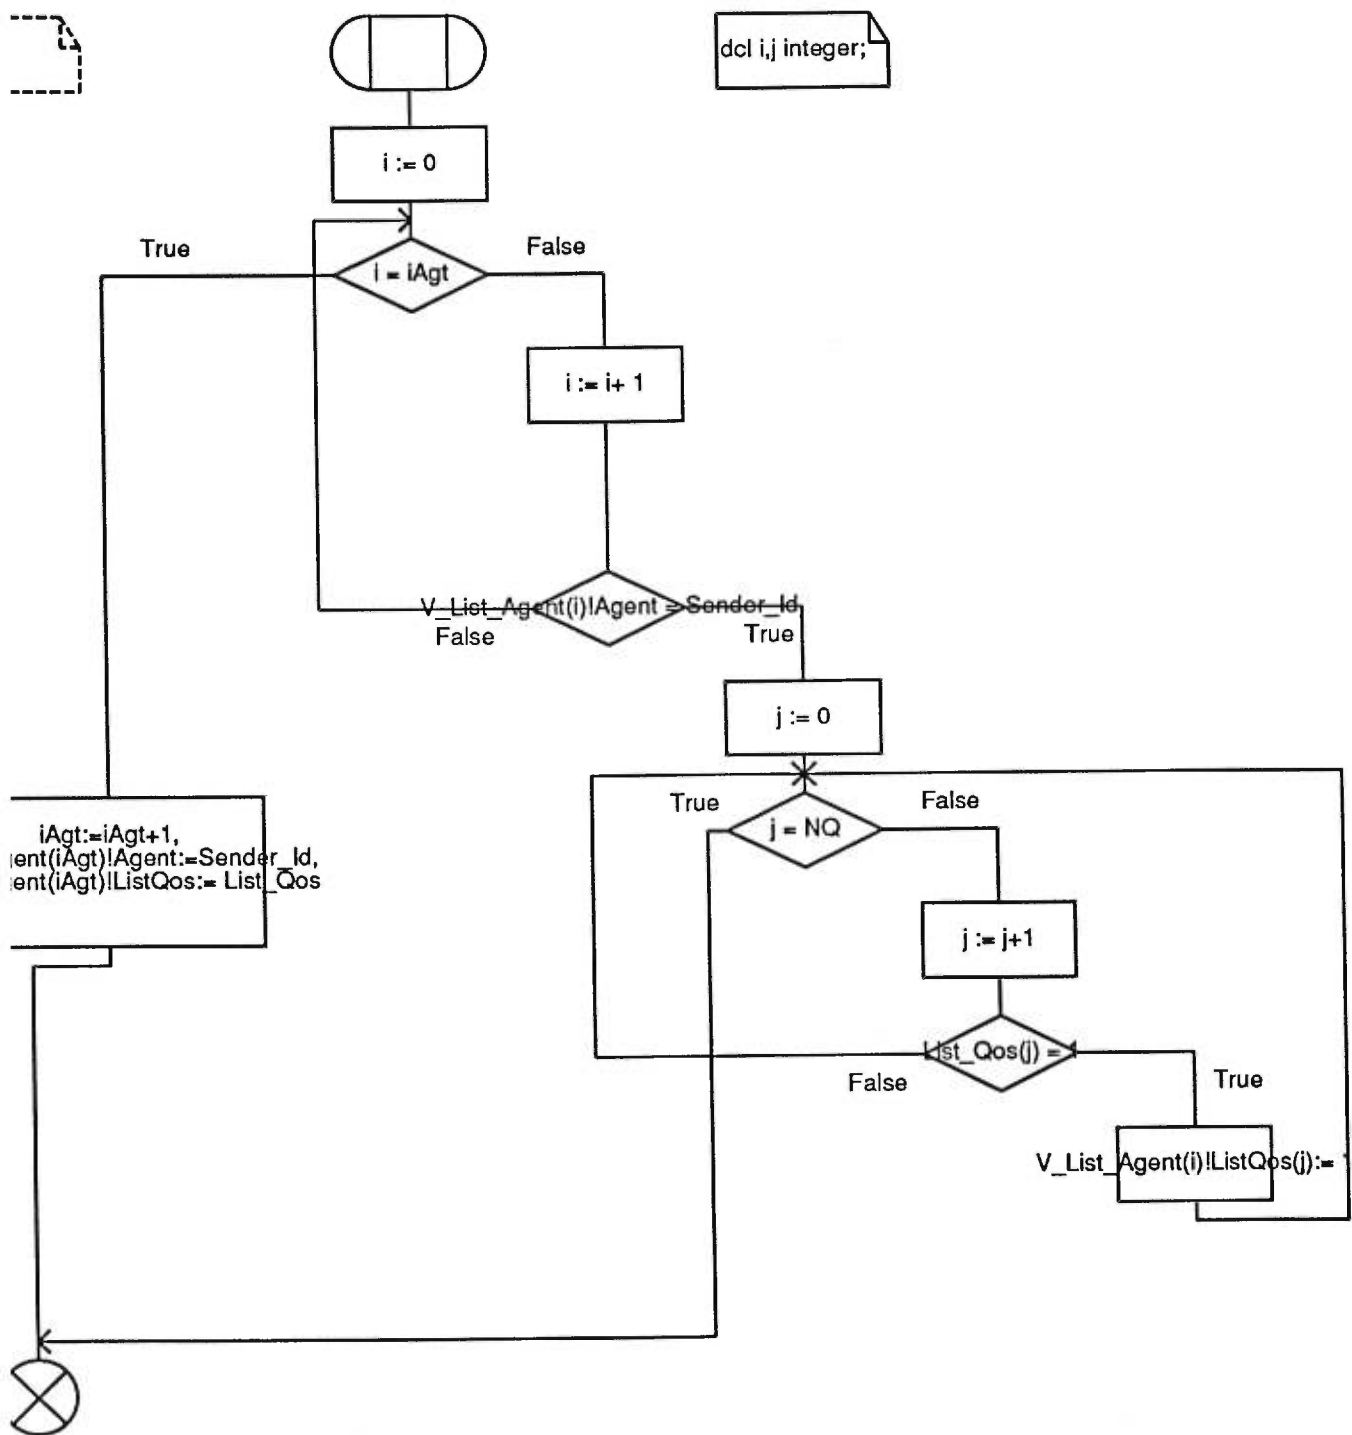 dcl i,j integer;
i := 0
True
False
i = iAgt
i := i+ 1
V_List_Agent(i)!Agent = Sender_Id
False
True
j := 0
True
False
j = NQ
iAgt:=iAgt+1,
ent(iAgt)!Agent:=Sender_Id,
ent(iAgt)!ListQos:= List_Qos
j := j+1
List_Qos(j) =
False
True
V_List_Agent(i)!ListQos(j):=